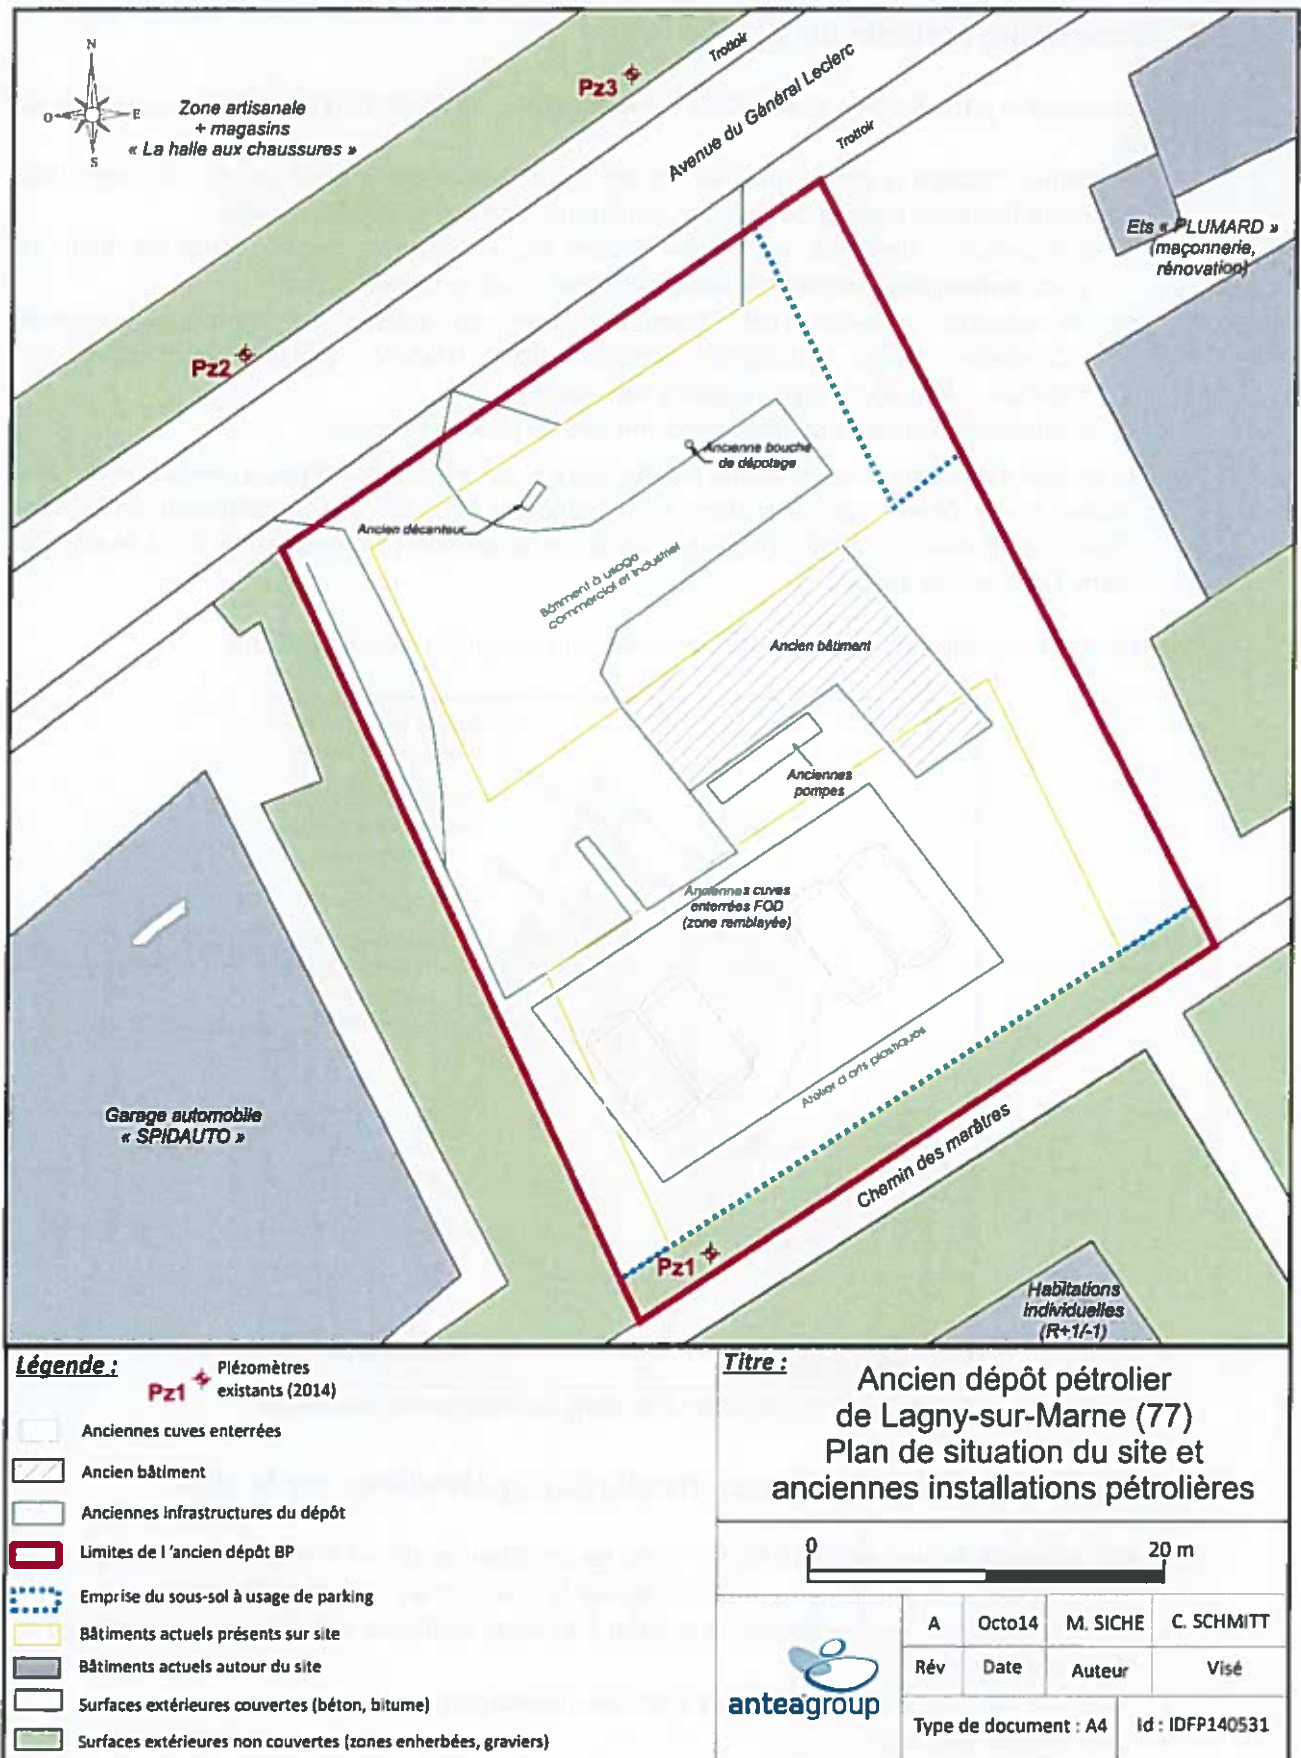 N
O
E
S
Zone artisanale
+ magasins
« La halle aux chaussures »
Pz3
Trottoir
Avenue du Général Leclerc
Trottoir
Ets « PLUMARD »
(maçonnerie,
rénovation)
Pz2
Ancienne bouche
de dépotage
Ancien décanteur
Bâtiment à usage
commercial et industriel
Ancien bâtiment
Anciennes
pompes
Anciennes cuves
enterrées FOD
(zone remblayée)
Atelier d'arts plastiques
Garage automobile
« SPIDAUTO »
Chemin des merâtres
Pz1
Habitations
individuelles
(R+1/-1)
Légende :
Pz1
Piézomètres
existants (2014)
Anciennes cuves enterrées
Ancien bâtiment
Anciennes infrastructures du dépôt
Limites de l'ancien dépôt BP
Emprise du sous-sol à usage de parking
Bâtiments actuels présents sur site
Bâtiments actuels autour du site
Surfaces extérieures couvertes (béton, bitume)
Surfaces extérieures non couvertes (zones enherbées, graviers)
Titre :
Ancien dépôt pétrolier
de Lagny-sur-Marne (77)
Plan de situation du site et
anciennes installations pétrolières
0 20 m
anteagroup
A Octo14 M. SICHE C. SCHMITT
Rév Date Auteur Visé
Type de document : A4 Id : IDFP140531